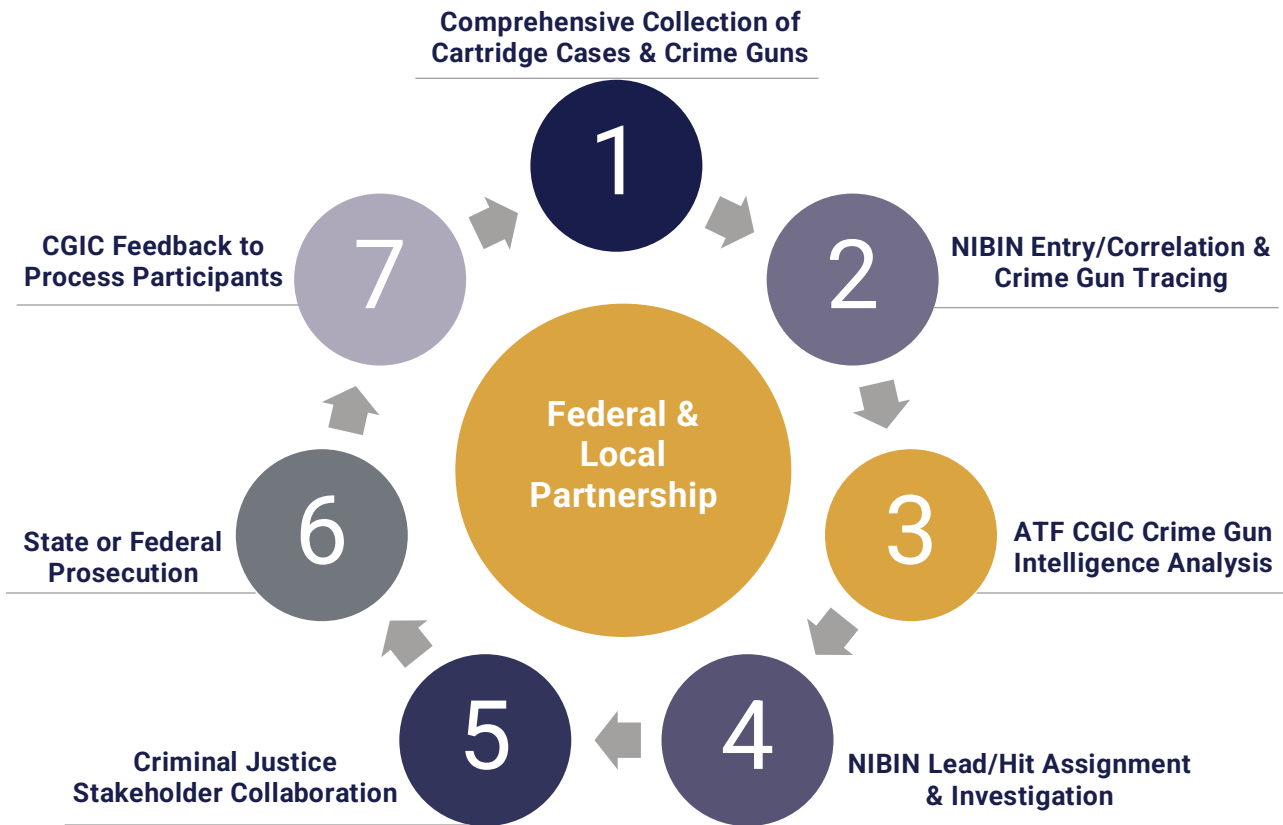 Comprehensive Collection of
Cartridge Cases & Crime Guns
1
2
NIBIN Entry/Correlation &
Crime Gun Tracing
3
ATF CGIC Crime Gun
Intelligence Analysis
4
NIBIN Lead/Hit Assignment
& Investigation
5
Criminal Justice
Stakeholder Collaboration
6
State or Federal
Prosecution
7
CGIC Feedback to
Process Participants
Federal &
Local
Partnership